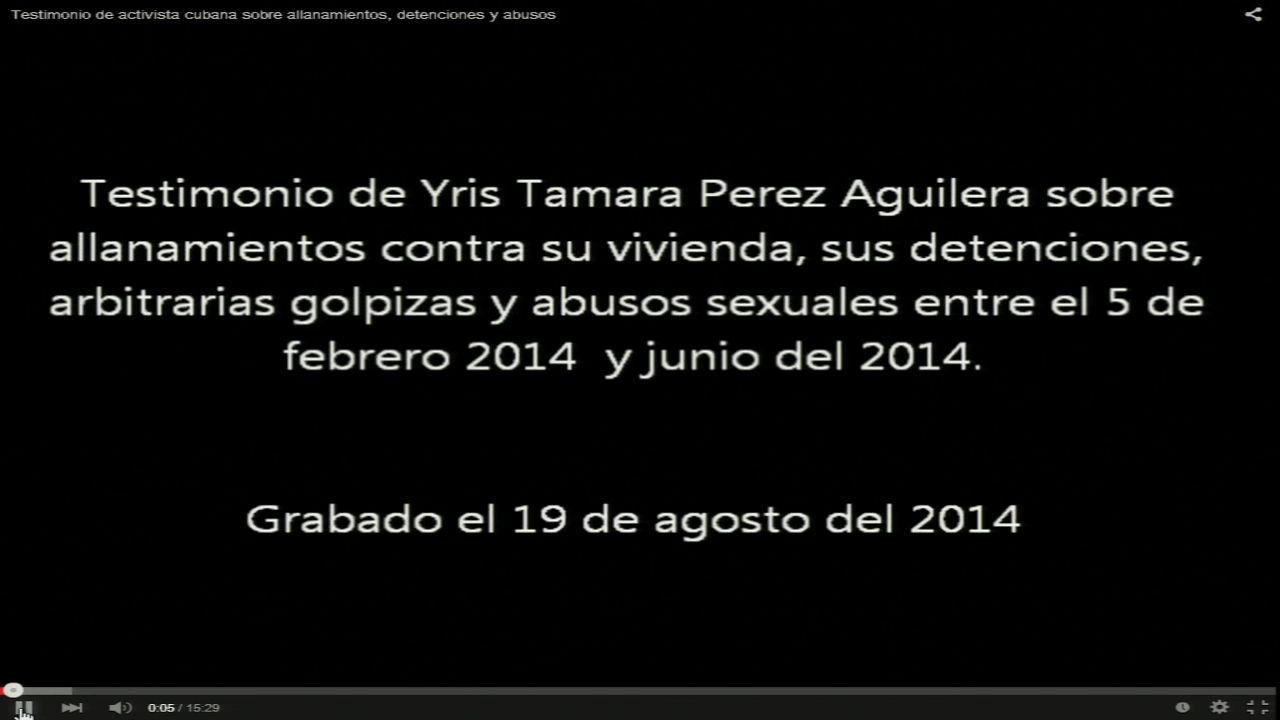 Testimonio de activista cubana sobre allanamientos, detenciones y abusos
Testimonio de Yris Tamara Perez Aguilera sobre
allanamientos contra su vivienda, sus detenciones,
arbitrarias golpizas y abusos sexuales entre el 5 de
febrero 2014 y junio del 2014.
Grabado el 19 de agosto del 2014
0:05 / 15:29